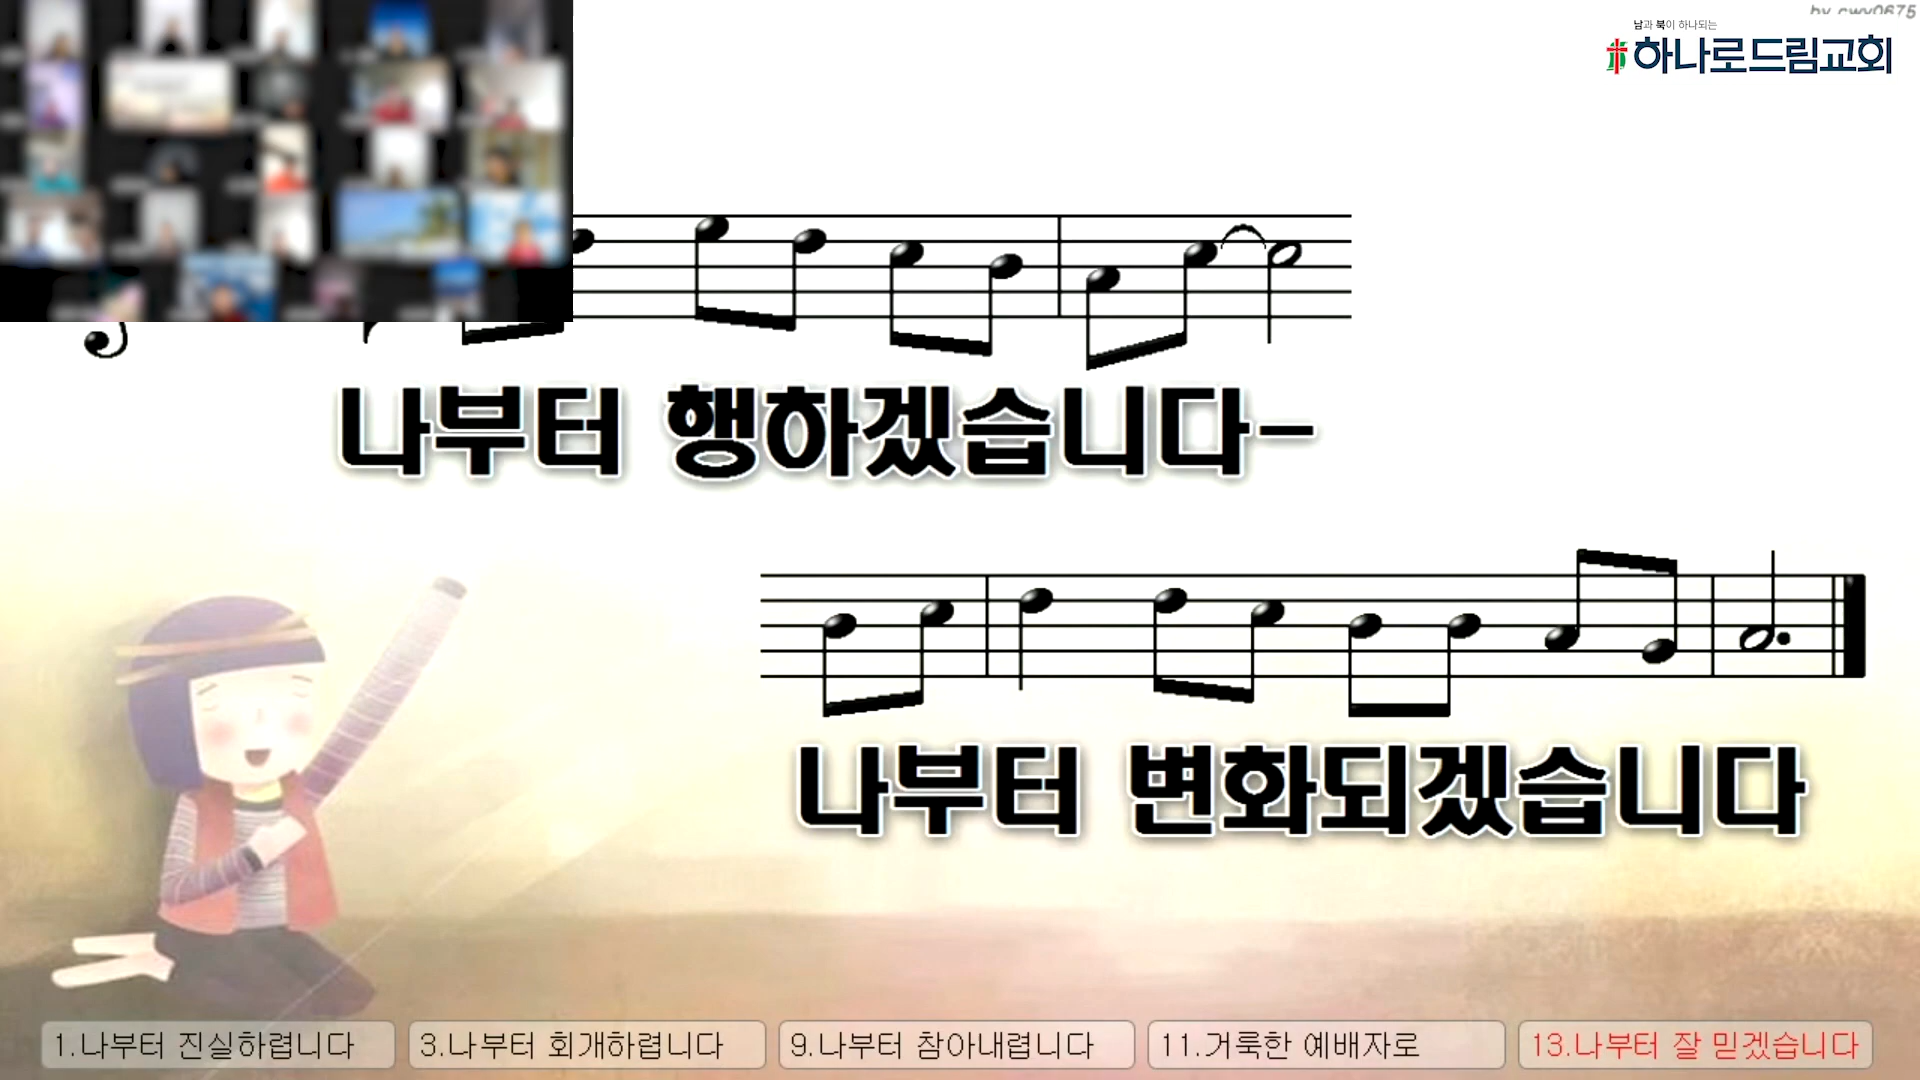 by cwy0675
남과 북이 하나되는
하나로드림교회
나부터 행하겠습니다-
나부터 변화되겠습니다
1.나부터 진실하렵니다
3.나부터 회개하렵니다
9.나부터 참아내렵니다
11.거룩한 예배자로
13.나부터 잘 믿겠습니다